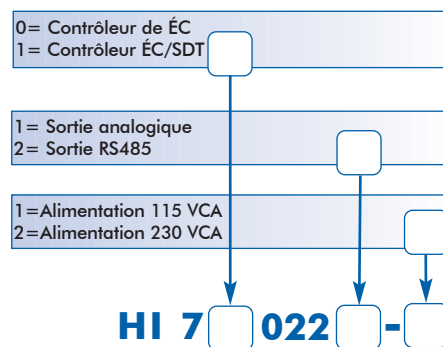 0= Contrôleur de ÉC
1= Contrôleur ÉC/SDT
1= Sortie analogique
2= Sortie RS485
1=Alimentation 115 VCA
2=Alimentation 230 VCA
HI 7 022 -